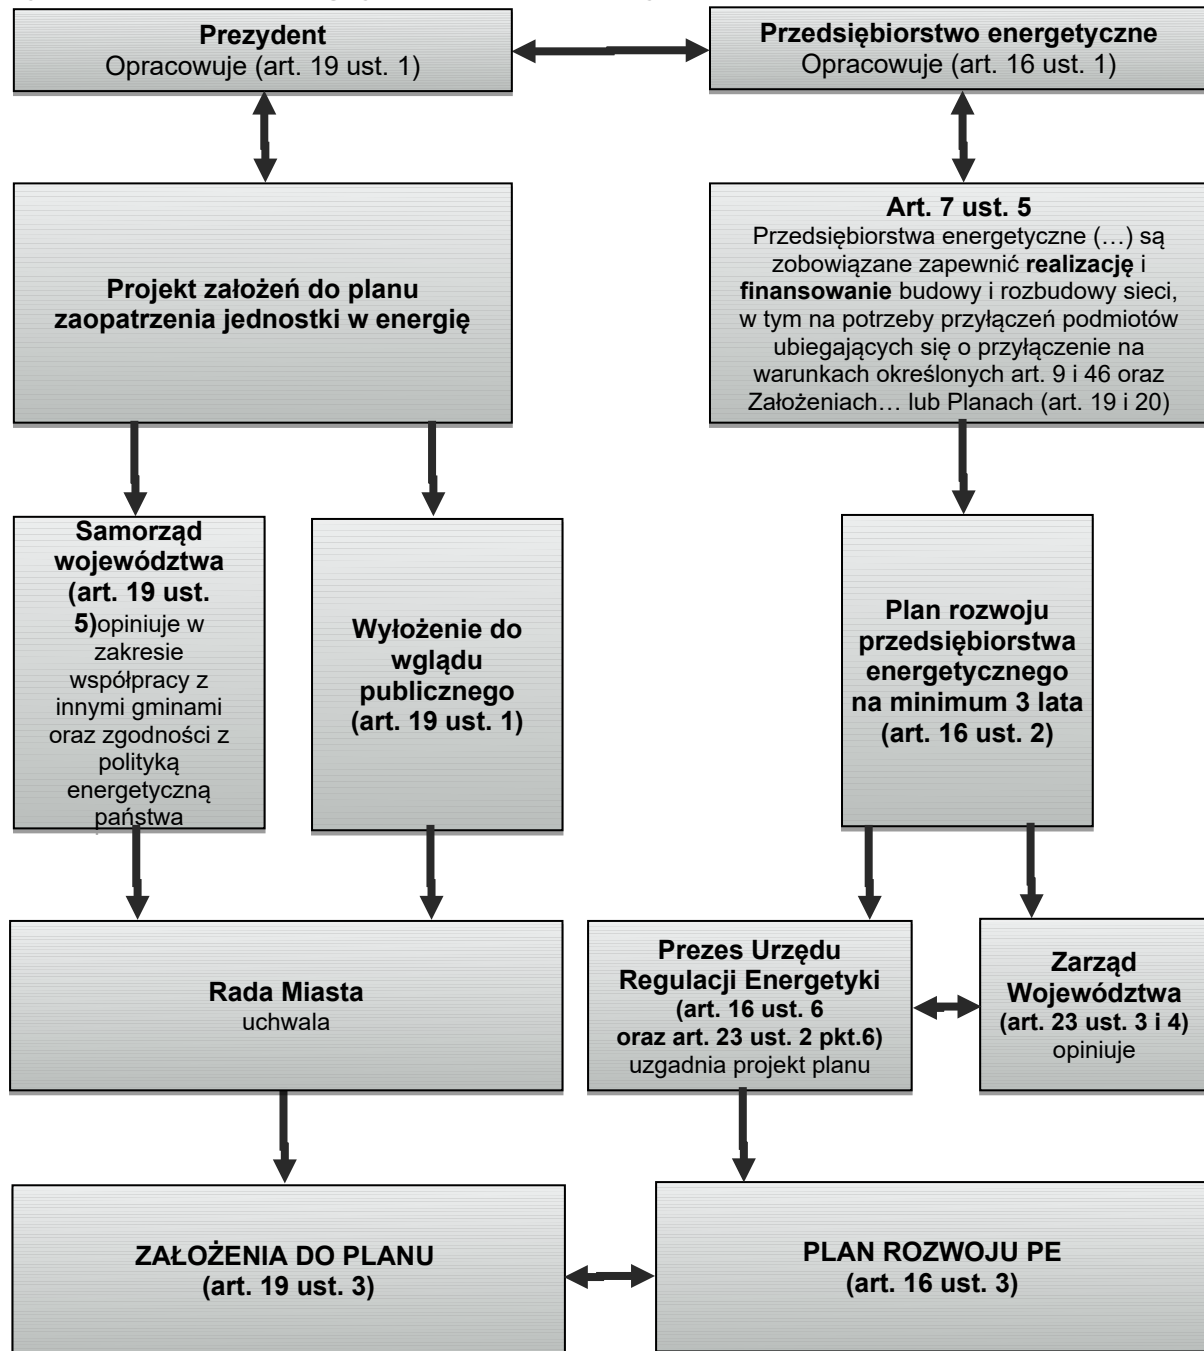 Prezydent
Opracowuje (art. 19 ust. 1)
Przedsiębiorstwo energetyczne
Opracowuje (art. 16 ust. 1)
Projekt założeń do planu
zaopatrzenia jednostki w energię
Art. 7 ust. 5
Przedsiębiorstwa energetyczne (…) są
zobowiązane zapewnić realizację i
finansowanie budowy i rozbudowy sieci,
w tym na potrzeby przyłączeń podmiotów
ubiegających się o przyłączenie na
warunkach określonych art. 9 i 46 oraz
Założeniach… lub Planach (art. 19 i 20)
Samorząd
województwa
(art. 19 ust.
5)opiniuje w
zakresie
współpracy z
innymi gminami
oraz zgodności z
polityką
energetyczną
państwa
Wyłożenie do
wglądu
publicznego
(art. 19 ust. 1)
Plan rozwoju
przedsiębiorstwa
energetycznego
na minimum 3 lata
(art. 16 ust. 2)
Rada Miasta
uchwala
Prezes Urzędu
Regulacji Energetyki
(art. 16 ust. 6
oraz art. 23 ust. 2 pkt.6)
uzgadnia projekt planu
Zarząd
Województwa
(art. 23 ust. 3 i 4)
opiniuje
ZAŁOŻENIA DO PLANU
(art. 19 ust. 3)
PLAN ROZWOJU PE
(art. 16 ust. 3)